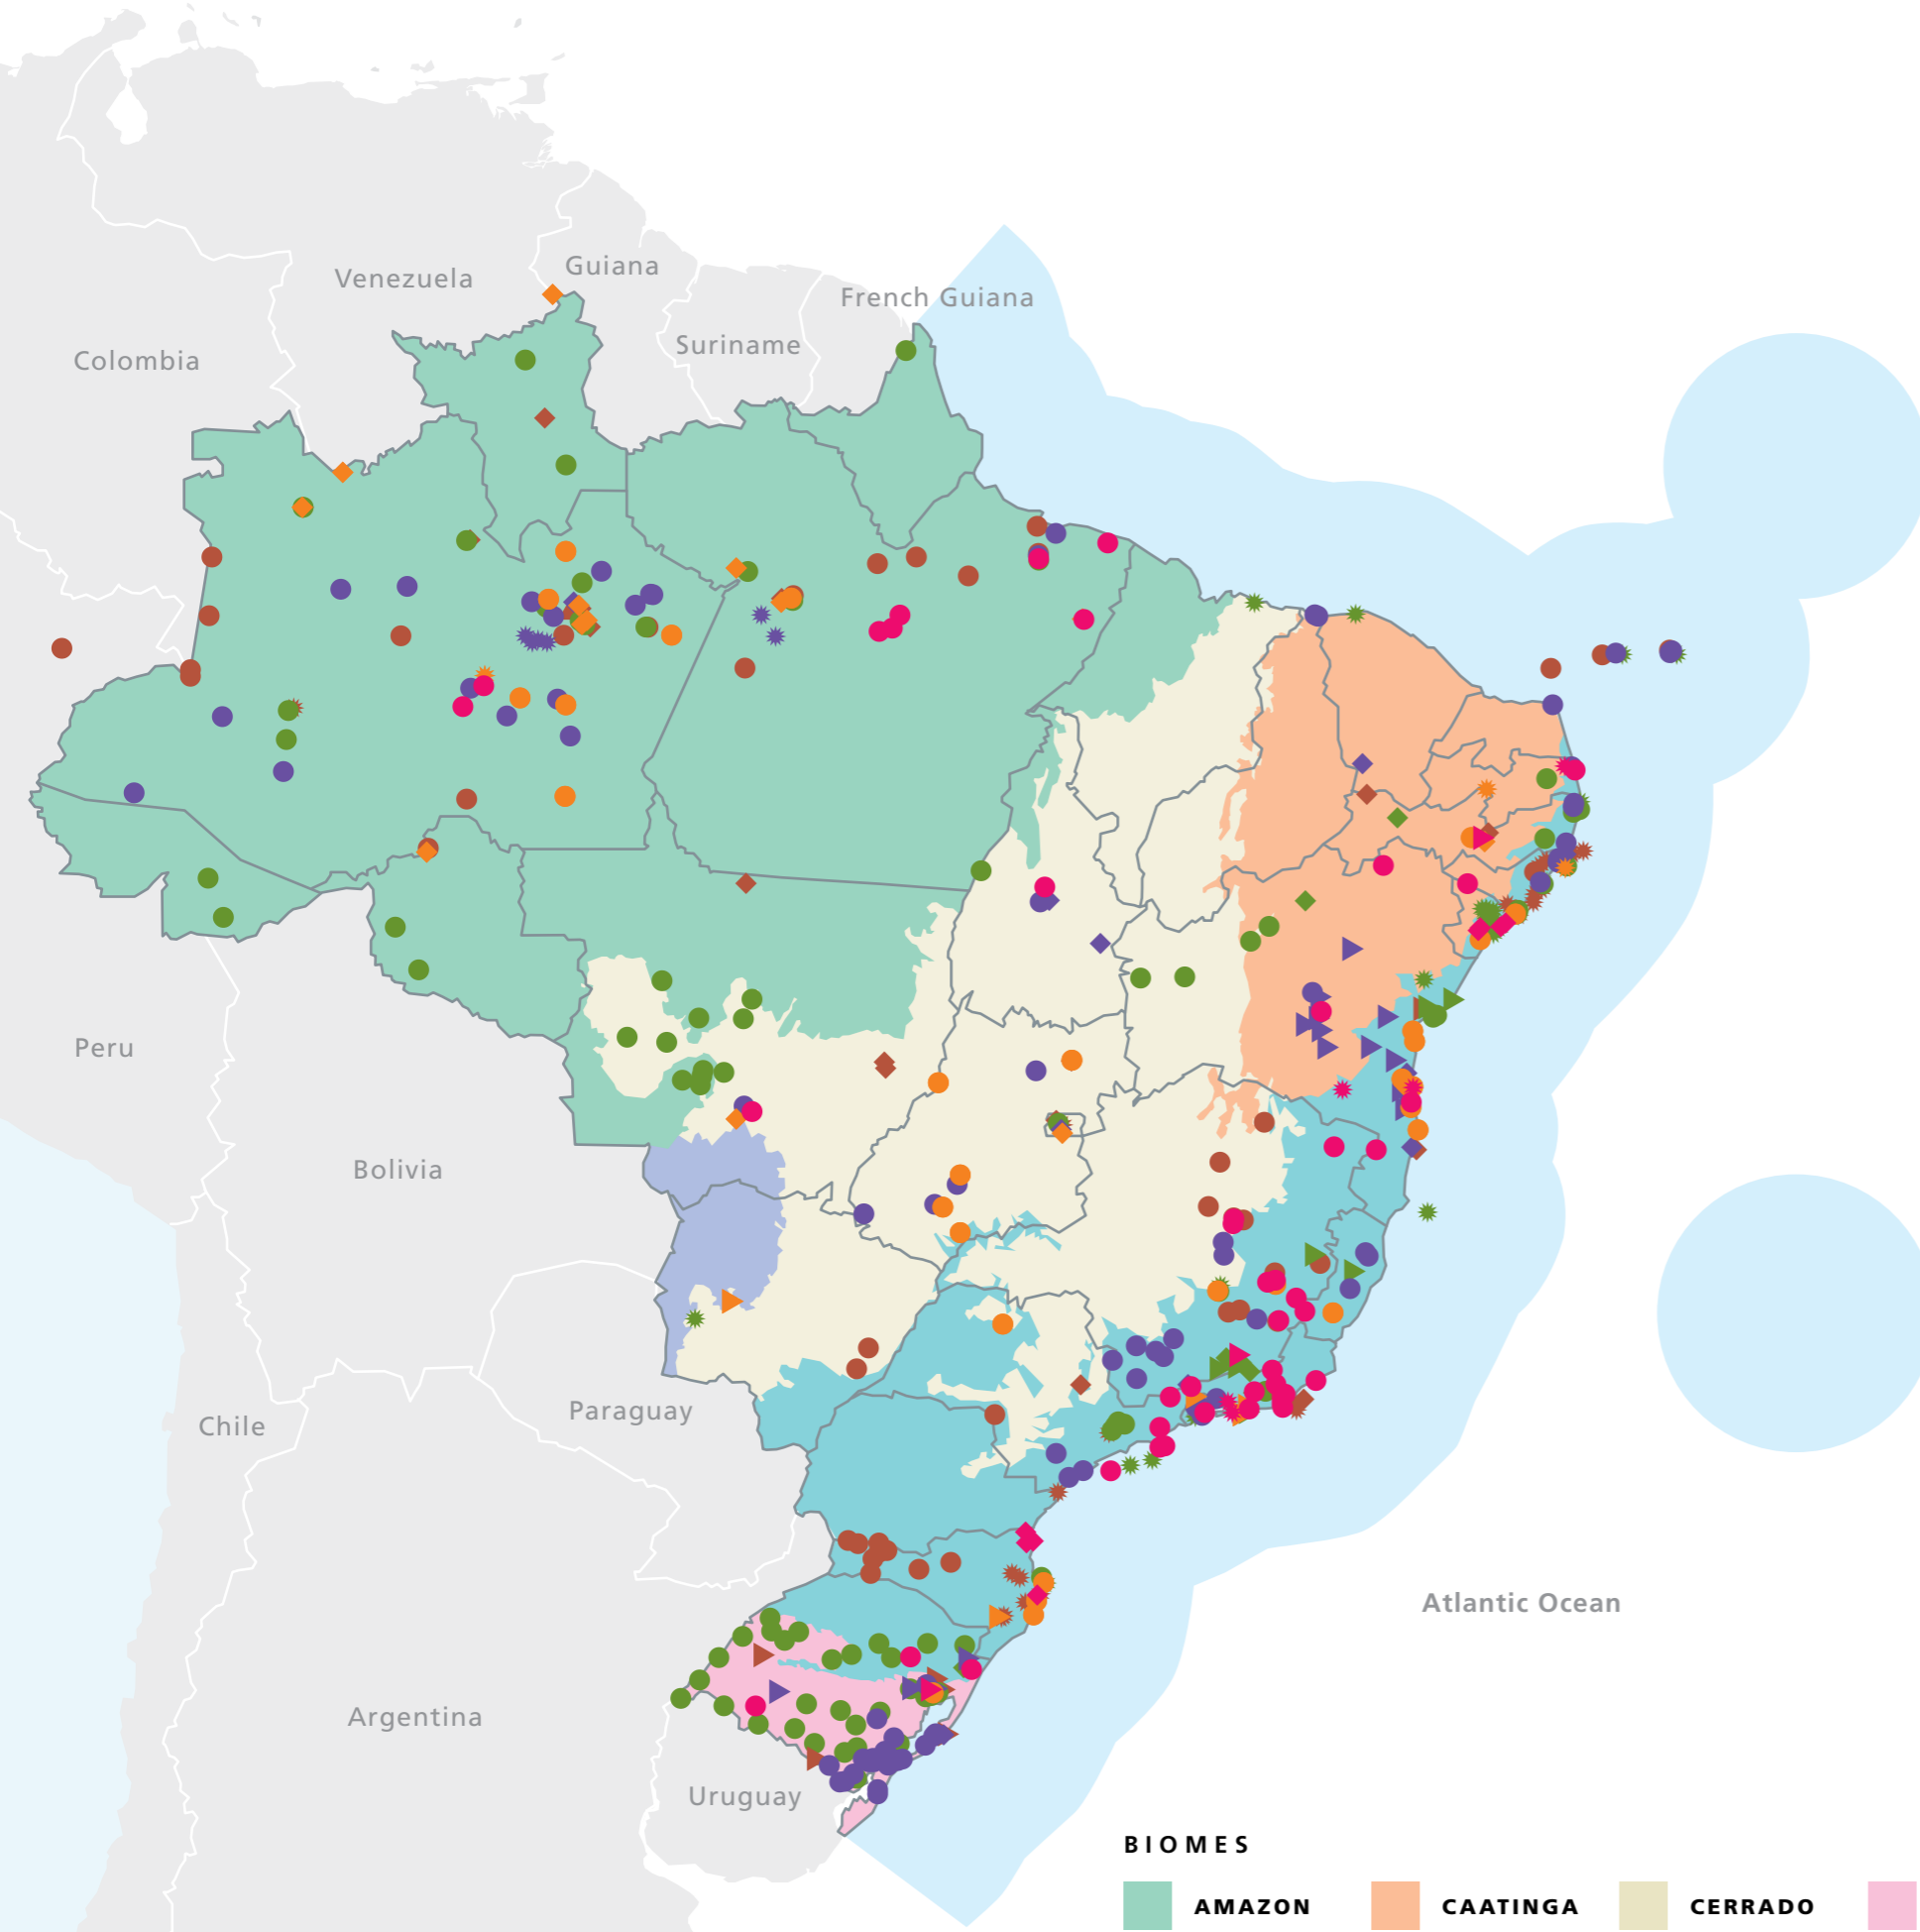 Guiana
Venezuela
French Guiana
Suriname
Colombia
Peru
Bolivia
Paraguay
Chile
Atlantic Ocean
Argentina
Uruguay
BIOMES
AMAZON
CAATINGA
CERRADO